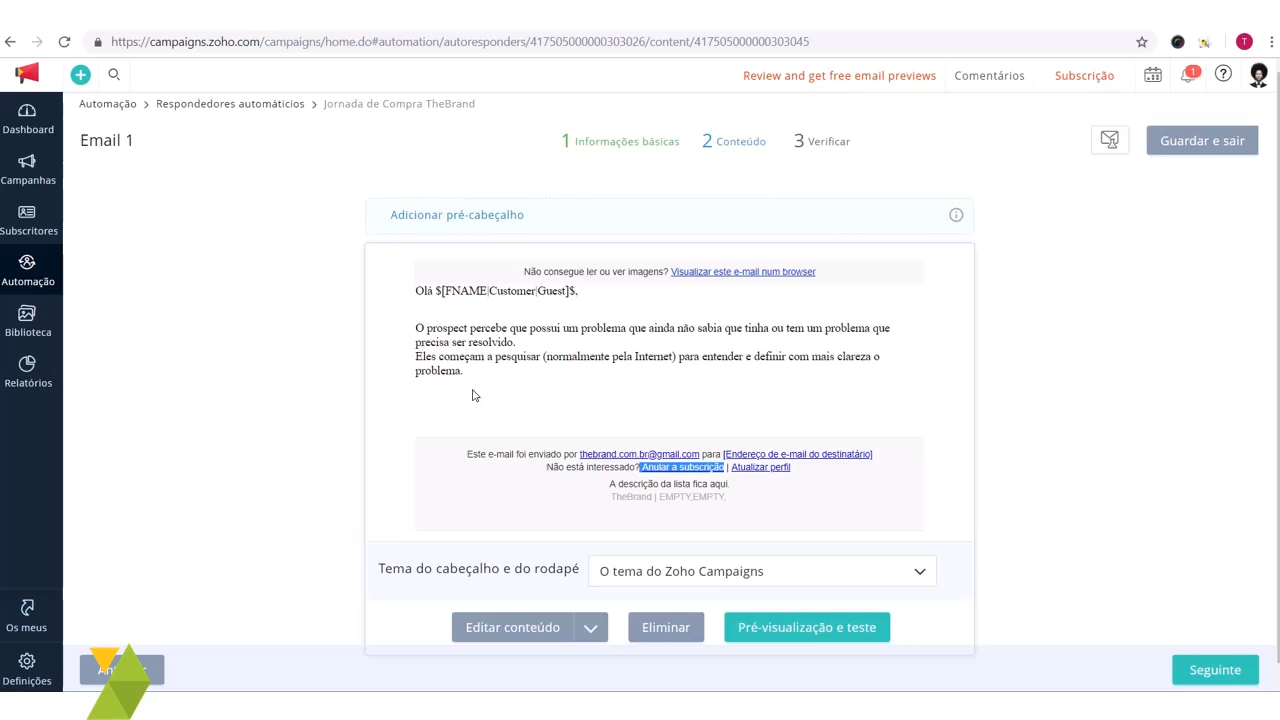 https://campaigns.zoho.com/campaigns/home.do#automation/autoresponders/417505000000303026/content/417505000000303045
T
Review and get free email previews
Comentários
Subscrição
1
Automação > Respondedores automáticios > Jornada de Compra TheBrand
Dashboard
Campanhas
Subscritores
Automação
Biblioteca
Relatórios
Os meus
Definições
Email 1
1 Informações básicas
2 Conteúdo
3 Verificar
Guardar e sair
Adicionar pré-cabeçalho
Não consegue ler ou ver imagens? Visualizar este e-mail num browser
Olá $[FNAME|Customer|Guest]$,
O prospect percebe que possui um problema que ainda não sabia que tinha ou tem um problema que
precisa ser resolvido.
Eles começam a pesquisar (normalmente pela Internet) para entender e definir com mais clareza o
problema.
Este e-mail foi enviado por thebrand.com.br@gmail.com para [Endereço de e-mail do destinatário]
Não está interessado? Anular a subscrição | Atualizar perfil
A descrição da lista fica aqui.
TheBrand | EMPTY,EMPTY,
Tema do cabeçalho e do rodapé
O tema do Zoho Campaigns
Editar conteúdo
Eliminar
Pré-visualização e teste
Seguinte